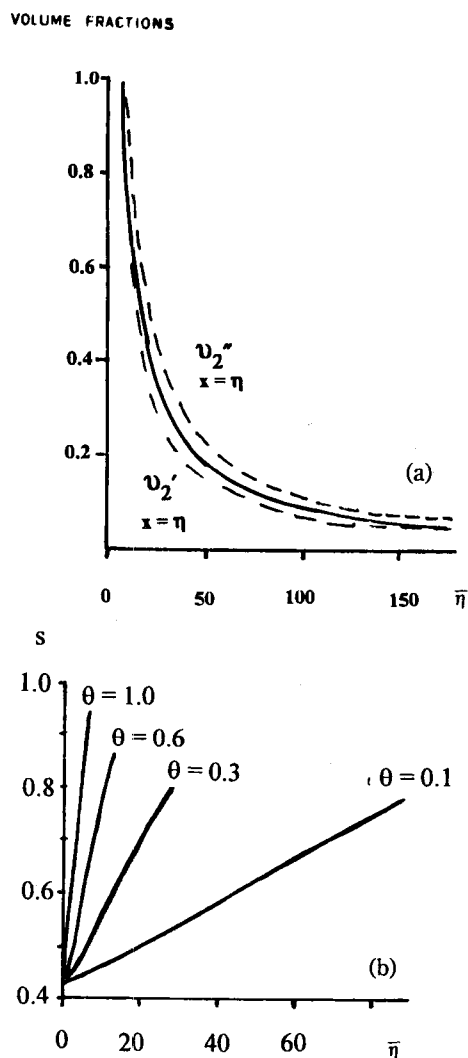 VOLUME FRACTIONS
1.0
0.8
0.6
0.4
0.2
υ₂″
x = η
υ₂′
x = η
(a)
0 50 100 150 η̅
S
1.0
0.8
0.6
0.4
θ = 1.0
θ = 0.6
θ = 0.3
θ = 0.1
(b)
0 20 40 60 η̅